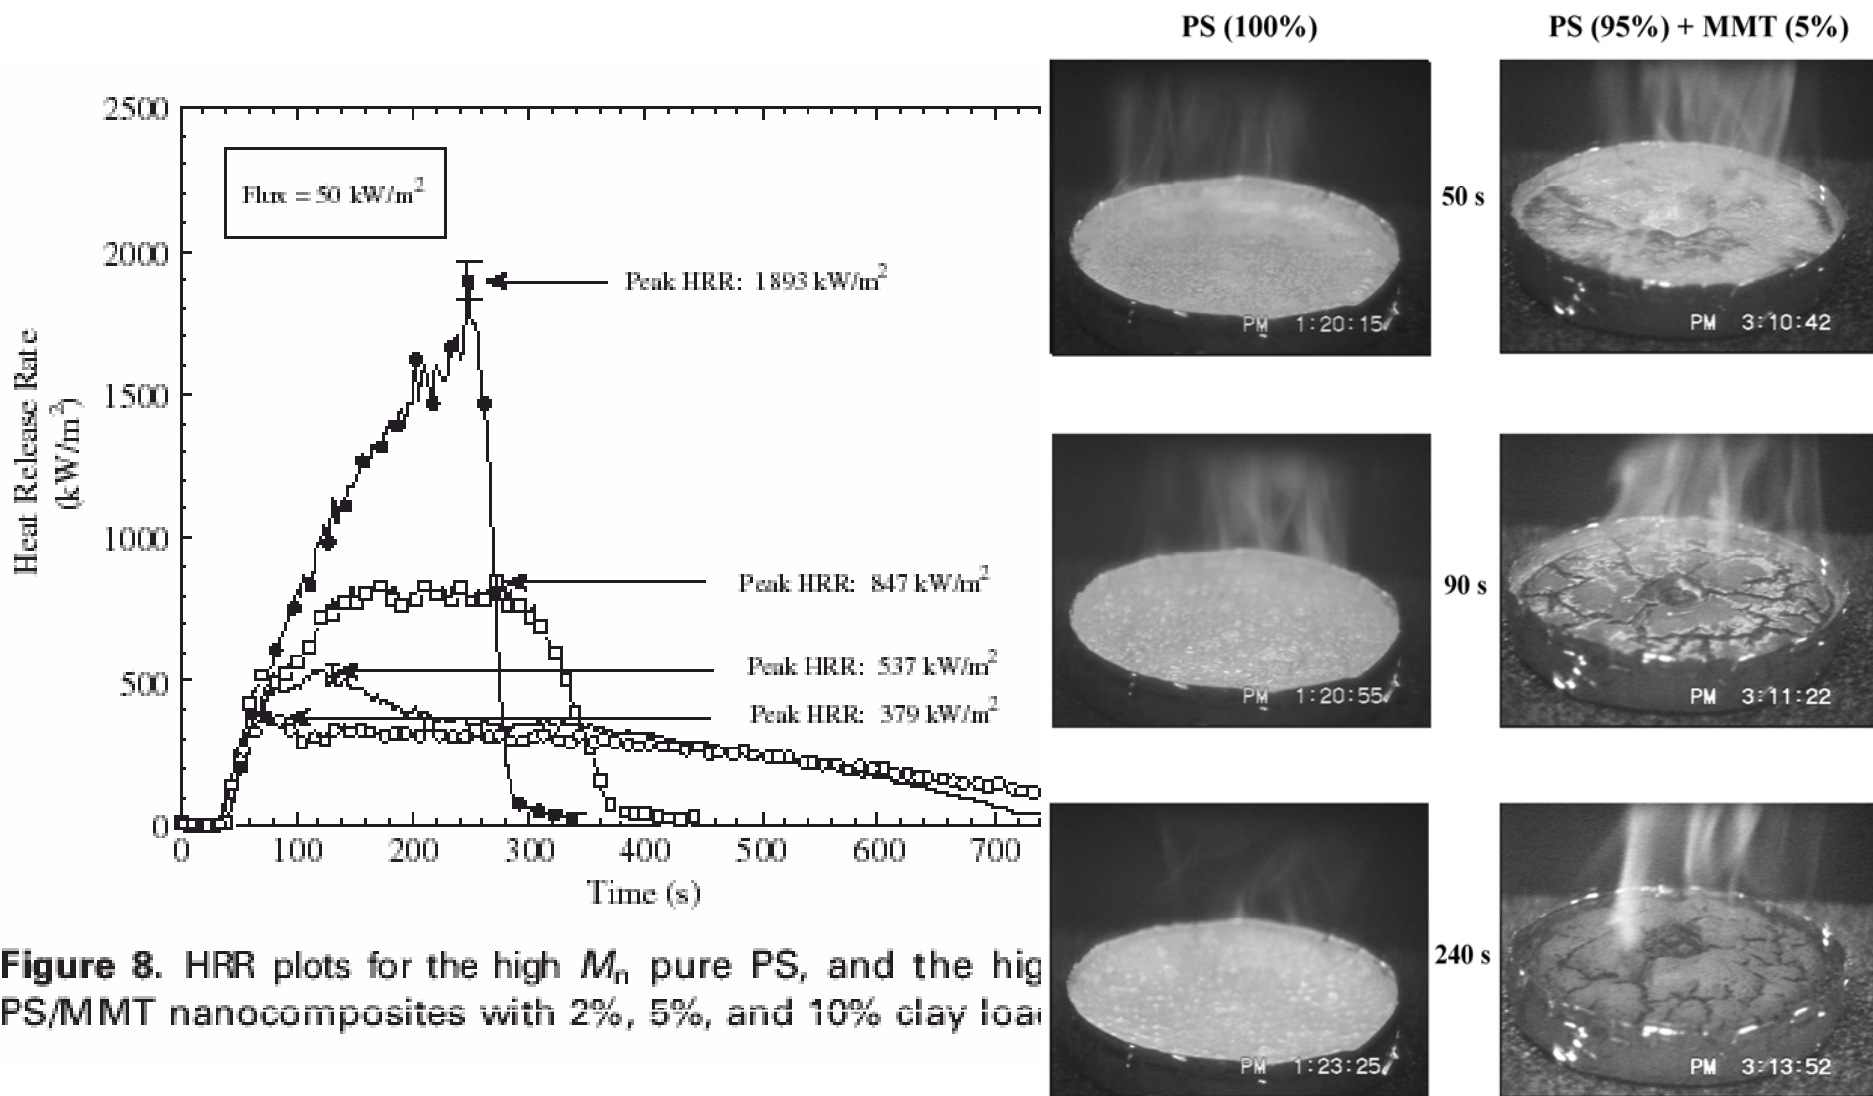 2500
2000
1500
1000
500
0
Heat Release Rate
(kW/m²)
Flux = 50 kW/m²
Peak HRR: 1893 kW/m²
Peak HRR: 847 kW/m²
Peak HRR: 537 kW/m²
Peak HRR: 379 kW/m²
0 100 200 300 400 500 600 700
Time (s)
Figure 8. HRR plots for the high Mn pure PS, and the hig
PS/MMT nanocomposites with 2%, 5%, and 10% clay loa
PS (100%)
PS (95%) + MMT (5%)
PM 1:20:15
50 s
PM 3:10:42
PM 1:20:55
90 s
PM 3:11:22
PM 1:23:25
240 s
PM 3:13:52